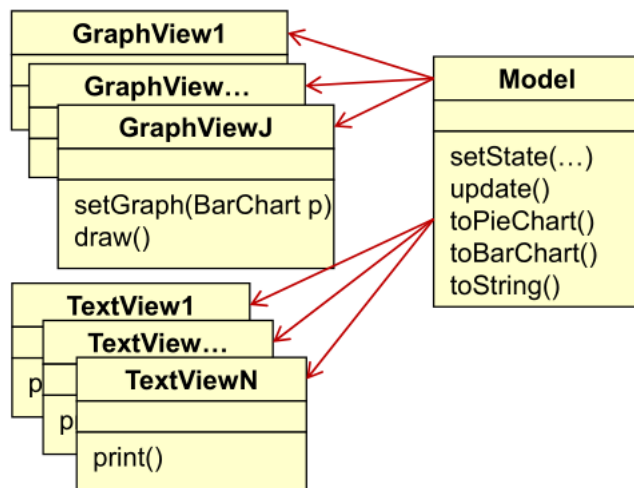 GraphView1
GraphView...
GraphViewJ
setGraph(BarChart p)
draw()
Model
setState(...)
update()
toPieChart()
toBarChart()
toString()
TextView1
TextView...
TextViewN
p
p
print()